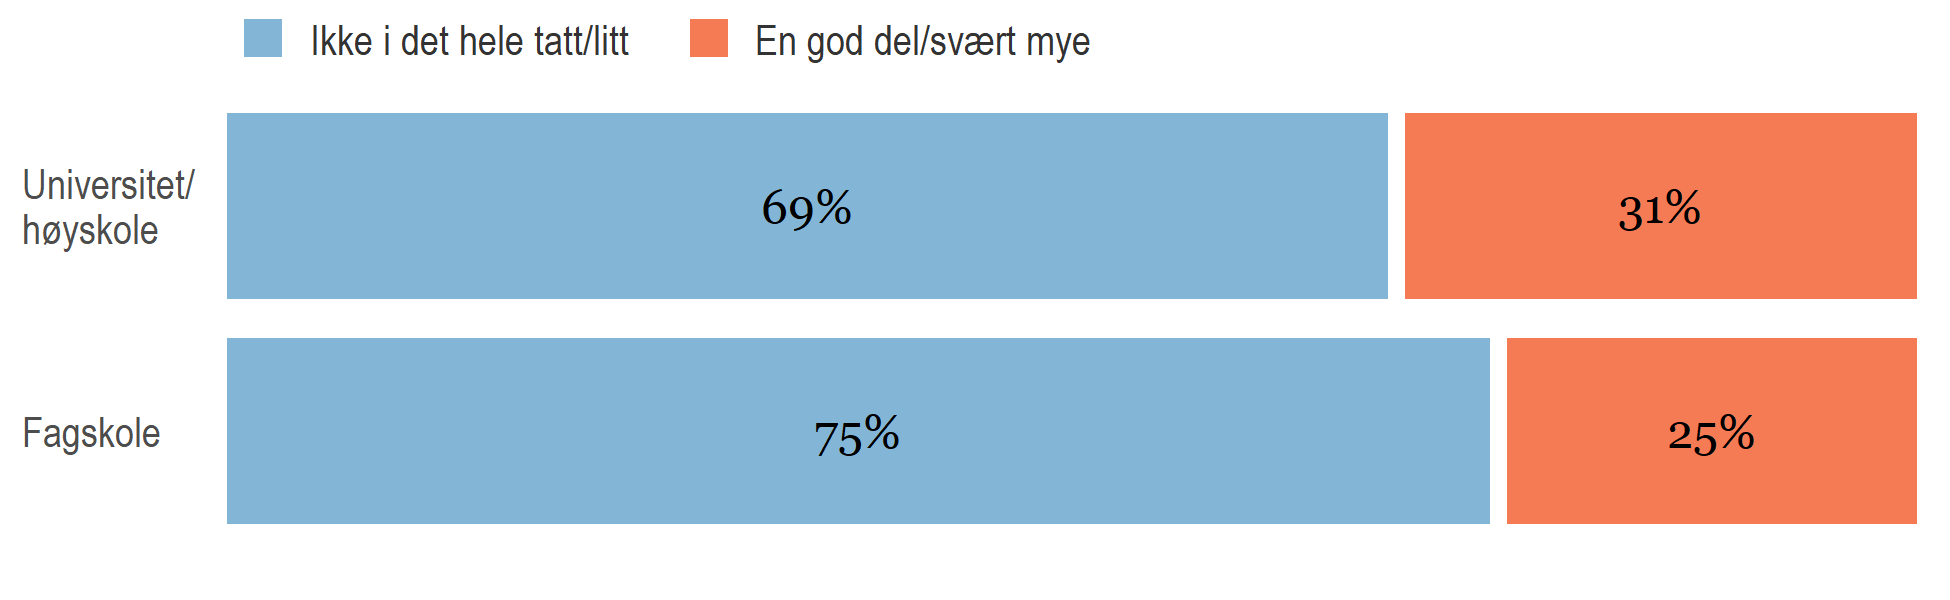 Ikke i det hele tatt/litt
En god del/svært mye
Universitet/
høyskole
69%
31%
Fagskole
75%
25%